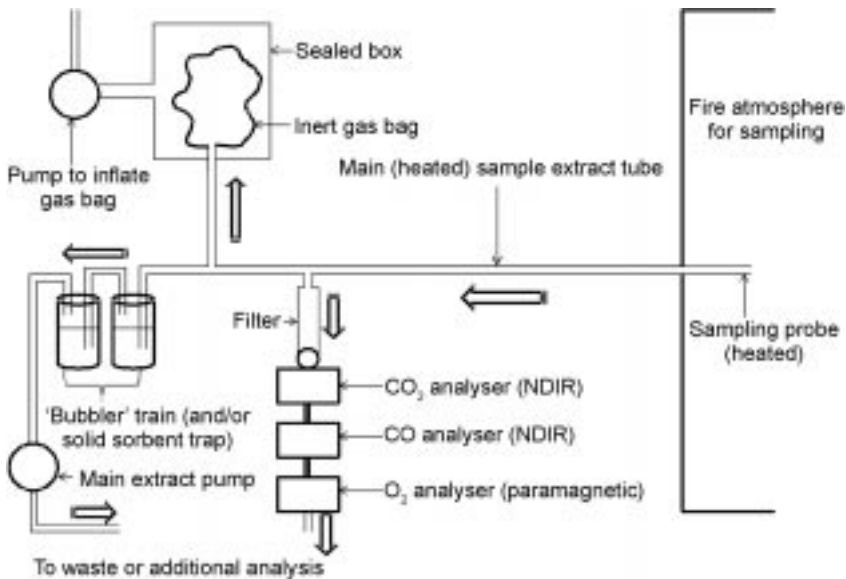 Sealed box
Inert gas bag
Pump to inflate
gas bag
Fire atmosphere
for sampling
Main (heated) sample extract tube
Filter
Sampling probe
(heated)
CO₂ analyser (NDIR)
'Bubbler' train (and/or
solid sorbent trap)
CO analyser (NDIR)
Main extract pump
O₂ analyser (paramagnetic)
To waste or additional analysis